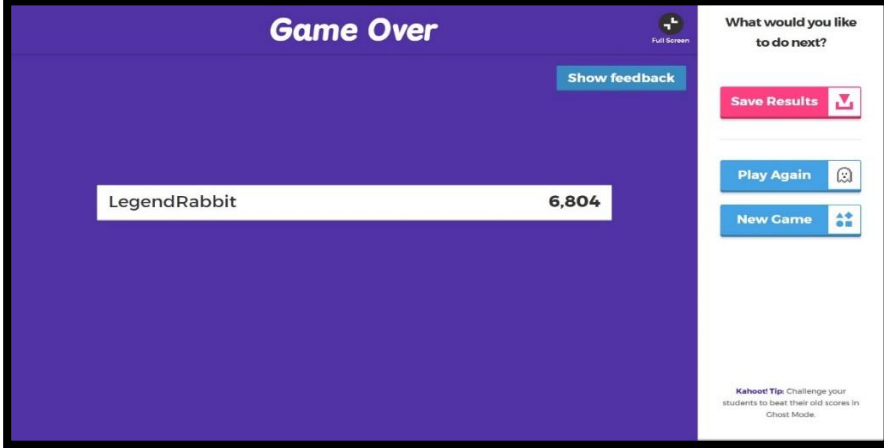 Game Over
Full Screen
Show feedback
LegendRabbit 6,804
What would you like
to do next?
Save Results
Play Again
New Game
Kahoot! Tip: Challenge your
students to beat their old scores in
Ghost Mode.